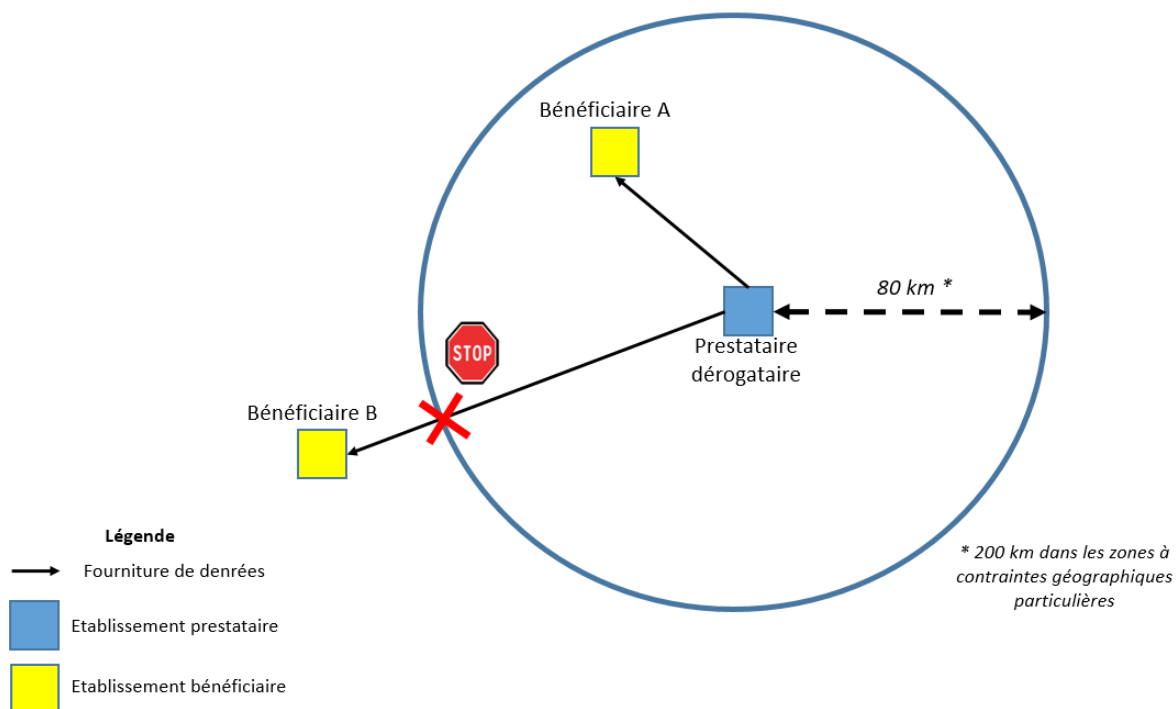 Bénéficiaire A
80 km *
Prestataire
dérogataire
STOP
Bénéficiaire B
Légende
Fourniture de denrées
Etablissement prestataire
Etablissement bénéficiaire
* 200 km dans les zones à
contraintes géographiques
particulières